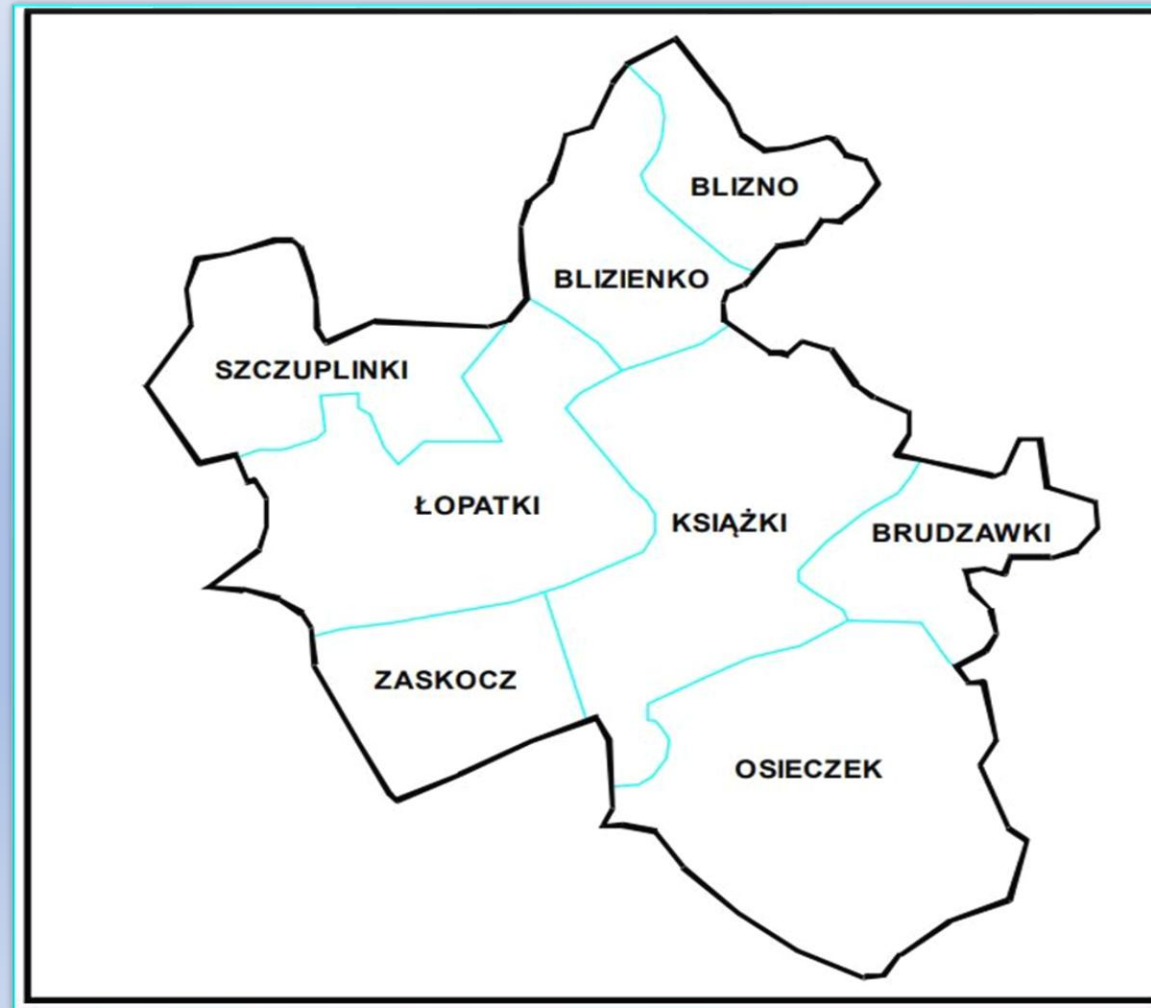 BLIZNO
BLIZIENKO
SZCZUPLINKI
ŁOPATKI
KSIĄŻKI
BRUDZAWKI
ZASKOCZ
OSIECZEK